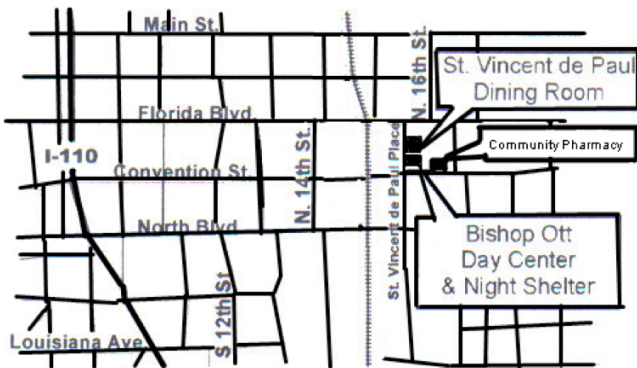 Main St.
N. 16th St.
St. Vincent de Paul
Dining Room
Florida Blvd
Community Pharmacy
I-110
Convention St.
N. 14th St.
St. Vincent de Paul Place
North Blvd
Bishop Ott
Day Center
& Night Shelter
S 12th St
Louisiana Ave.